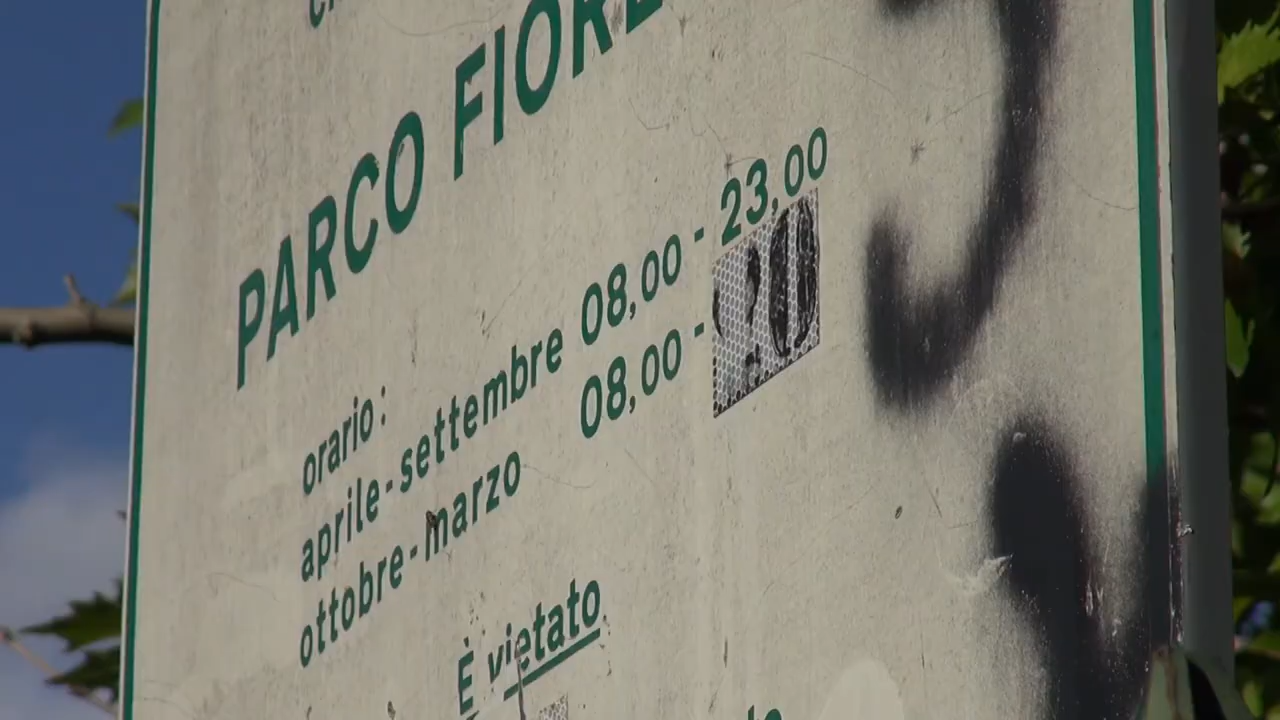 PARCO FIORE
orario:
aprile-settembre 08,00 - 23,00
ottobre-marzo 08,00 -
È vietato